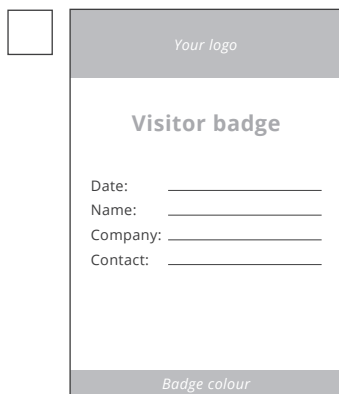 Your logo
Visitor badge
Date:
Name:
Company:
Contact:
Badge colour